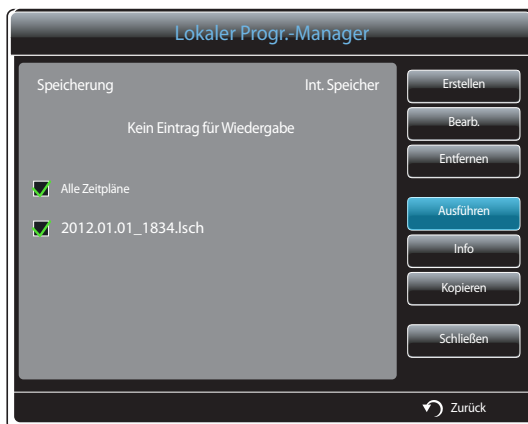 Lokaler Progr.-Manager
Speicherung Int. Speicher
Kein Eintrag für Wiedergabe
Alle Zeitpläne
2012.01.01_1834.lsch
Erstellen
Bearb.
Entfernen
Ausführen
Info
Kopieren
Schließen
Zurück